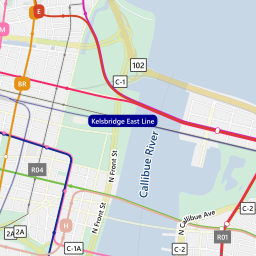 E
M
102
C-1
BR
Kelsbridge East Line
Callibue River
N Front St
R04
C-2
N Callibue Ave
N Front St
H
2A
2A
R01
C-1A
C-2